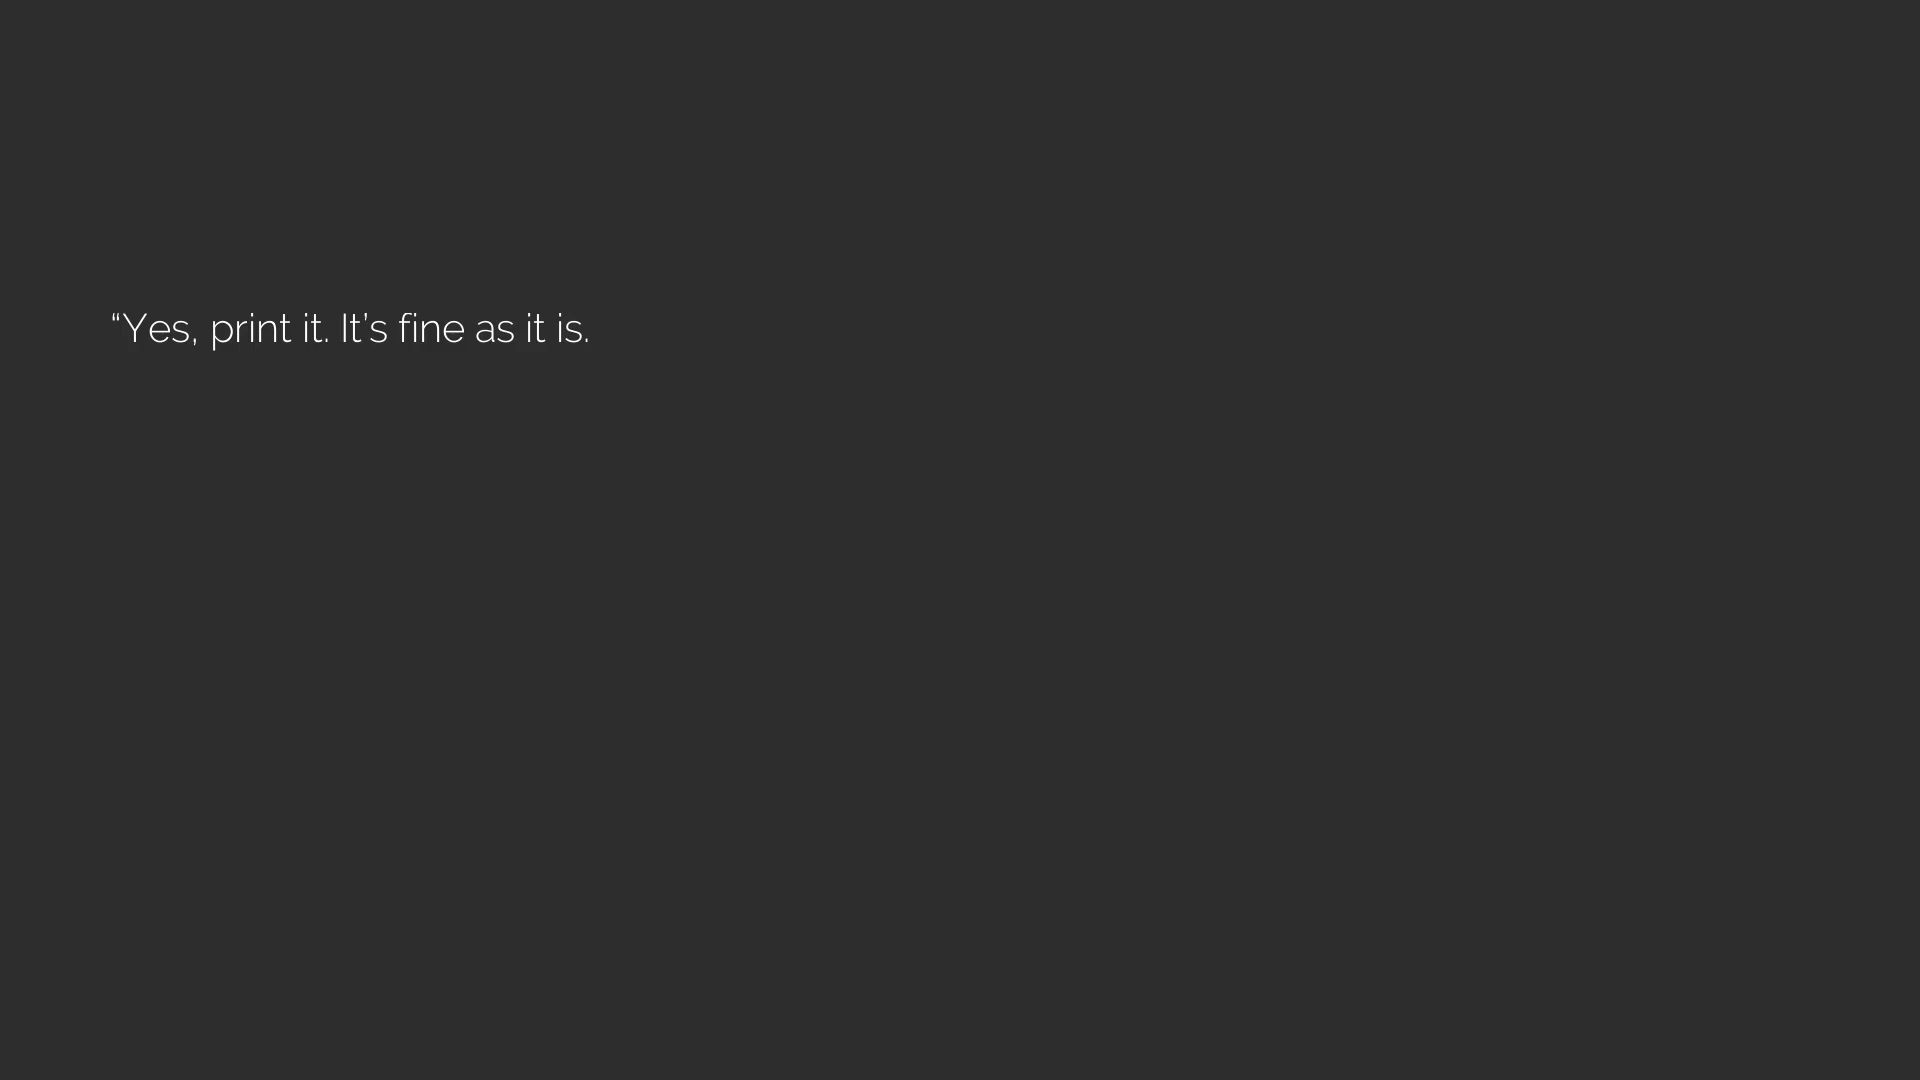 “Yes, print it. It’s fine as it is.